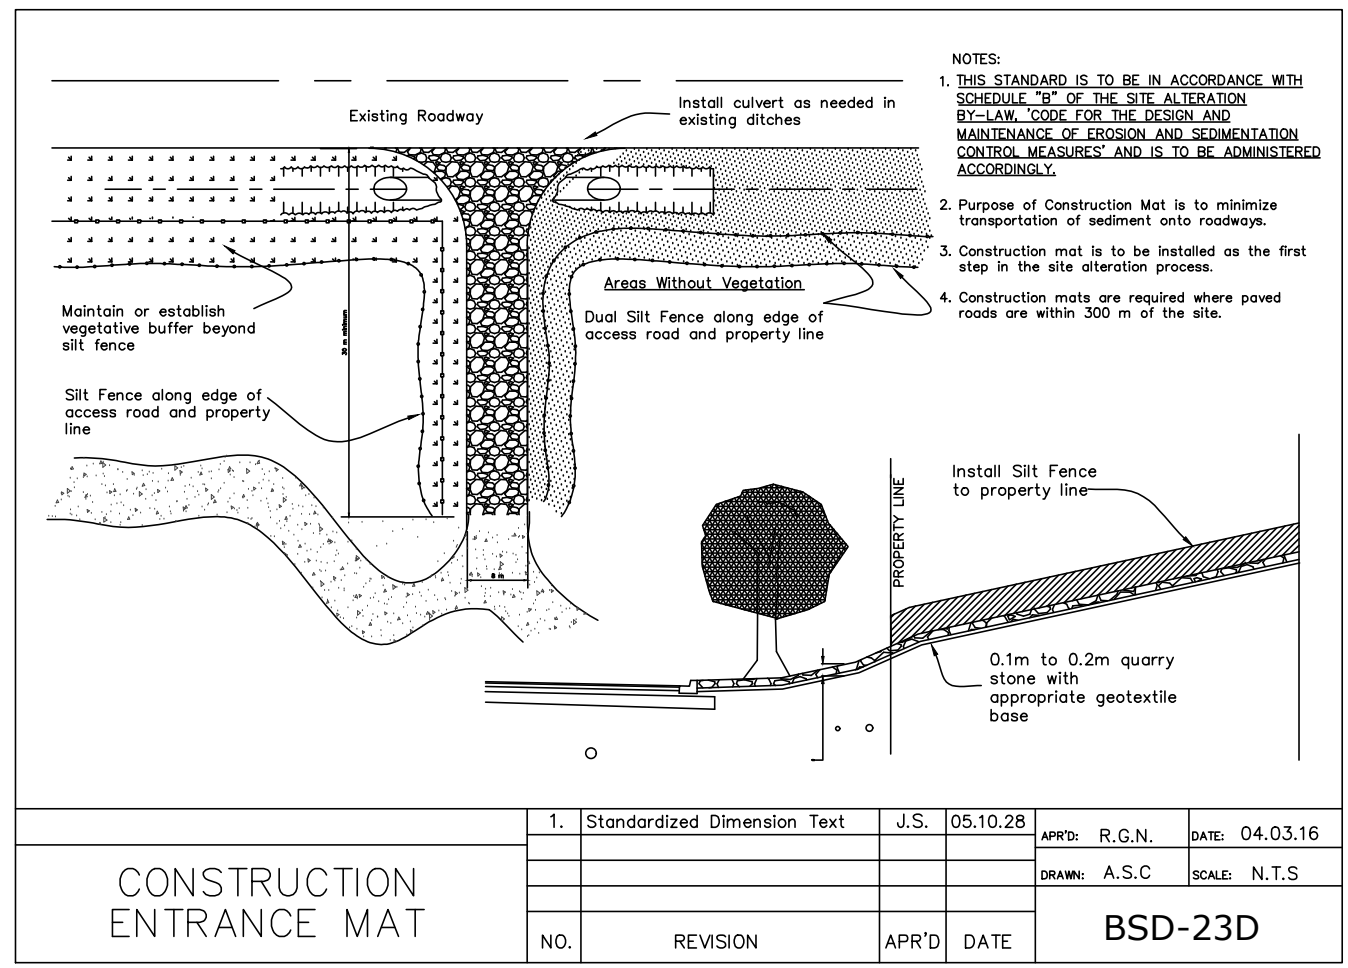 NOTES:
1. THIS STANDARD IS TO BE IN ACCORDANCE WITH
SCHEDULE "B" OF THE SITE ALTERATION
BY-LAW, 'CODE FOR THE DESIGN AND
MAINTENANCE OF EROSION AND SEDIMENTATION
CONTROL MEASURES' AND IS TO BE ADMINISTERED
ACCORDINGLY.
2. Purpose of Construction Mat is to minimize
transportation of sediment onto roadways.
3. Construction mat is to be installed as the first
step in the site alteration process.
4. Construction mats are required where paved
roads are within 300 m of the site.
Existing Roadway
Install culvert as needed in
existing ditches
Areas Without Vegetation
Dual Silt Fence along edge of
access road and property line
Maintain or establish
vegetative buffer beyond
silt fence
30 m minimum
Silt Fence along edge of
access road and property
line
8 m
Install Silt Fence
to property line
PROPERTY LINE
0.1m to 0.2m quarry
stone with
appropriate geotextile
base
CONSTRUCTION
ENTRANCE MAT
1. Standardized Dimension Text J.S. 05.10.28
NO. REVISION APR'D DATE
APR'D: R.G.N. DATE: 04.03.16
DRAWN: A.S.C SCALE: N.T.S
BSD-23D